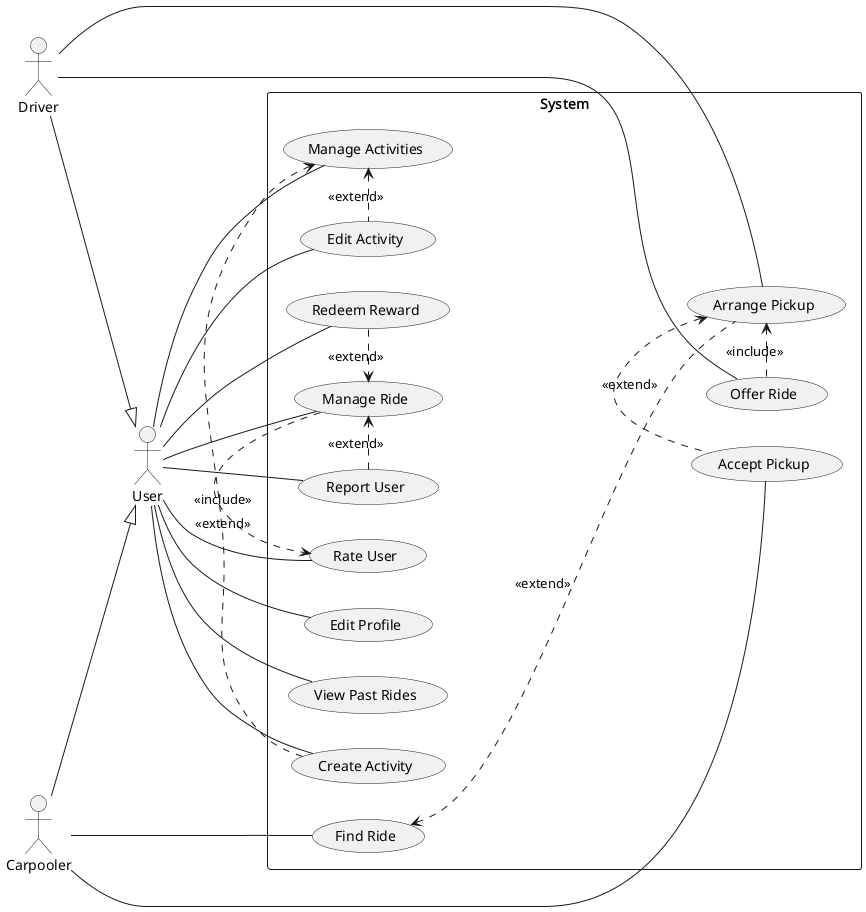 System
Driver
Manage Activities
«extend»
Edit Activity
Redeem Reward
Arrange Pickup
«extend»
«include»
Manage Ride
«extend»
Offer Ride
«extend»
Accept Pickup
Report User
User
«include»
«extend»
Rate User
«extend»
Edit Profile
View Past Rides
Create Activity
Find Ride
Carpooler